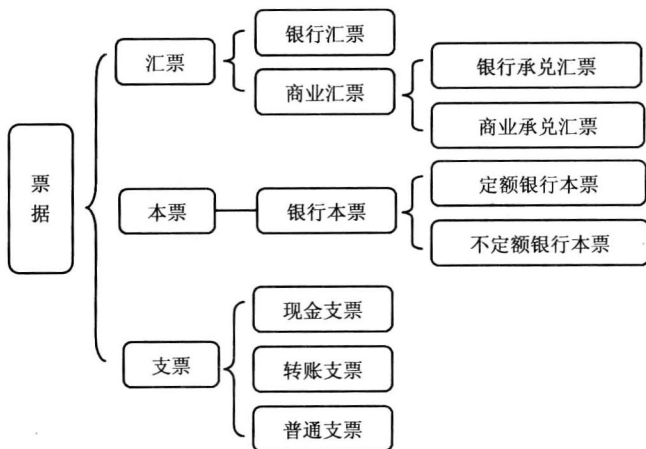 票据
汇票
银行汇票
商业汇票
银行承兑汇票
商业承兑汇票
本票
银行本票
定额银行本票
不定额银行本票
支票
现金支票
转账支票
普通支票